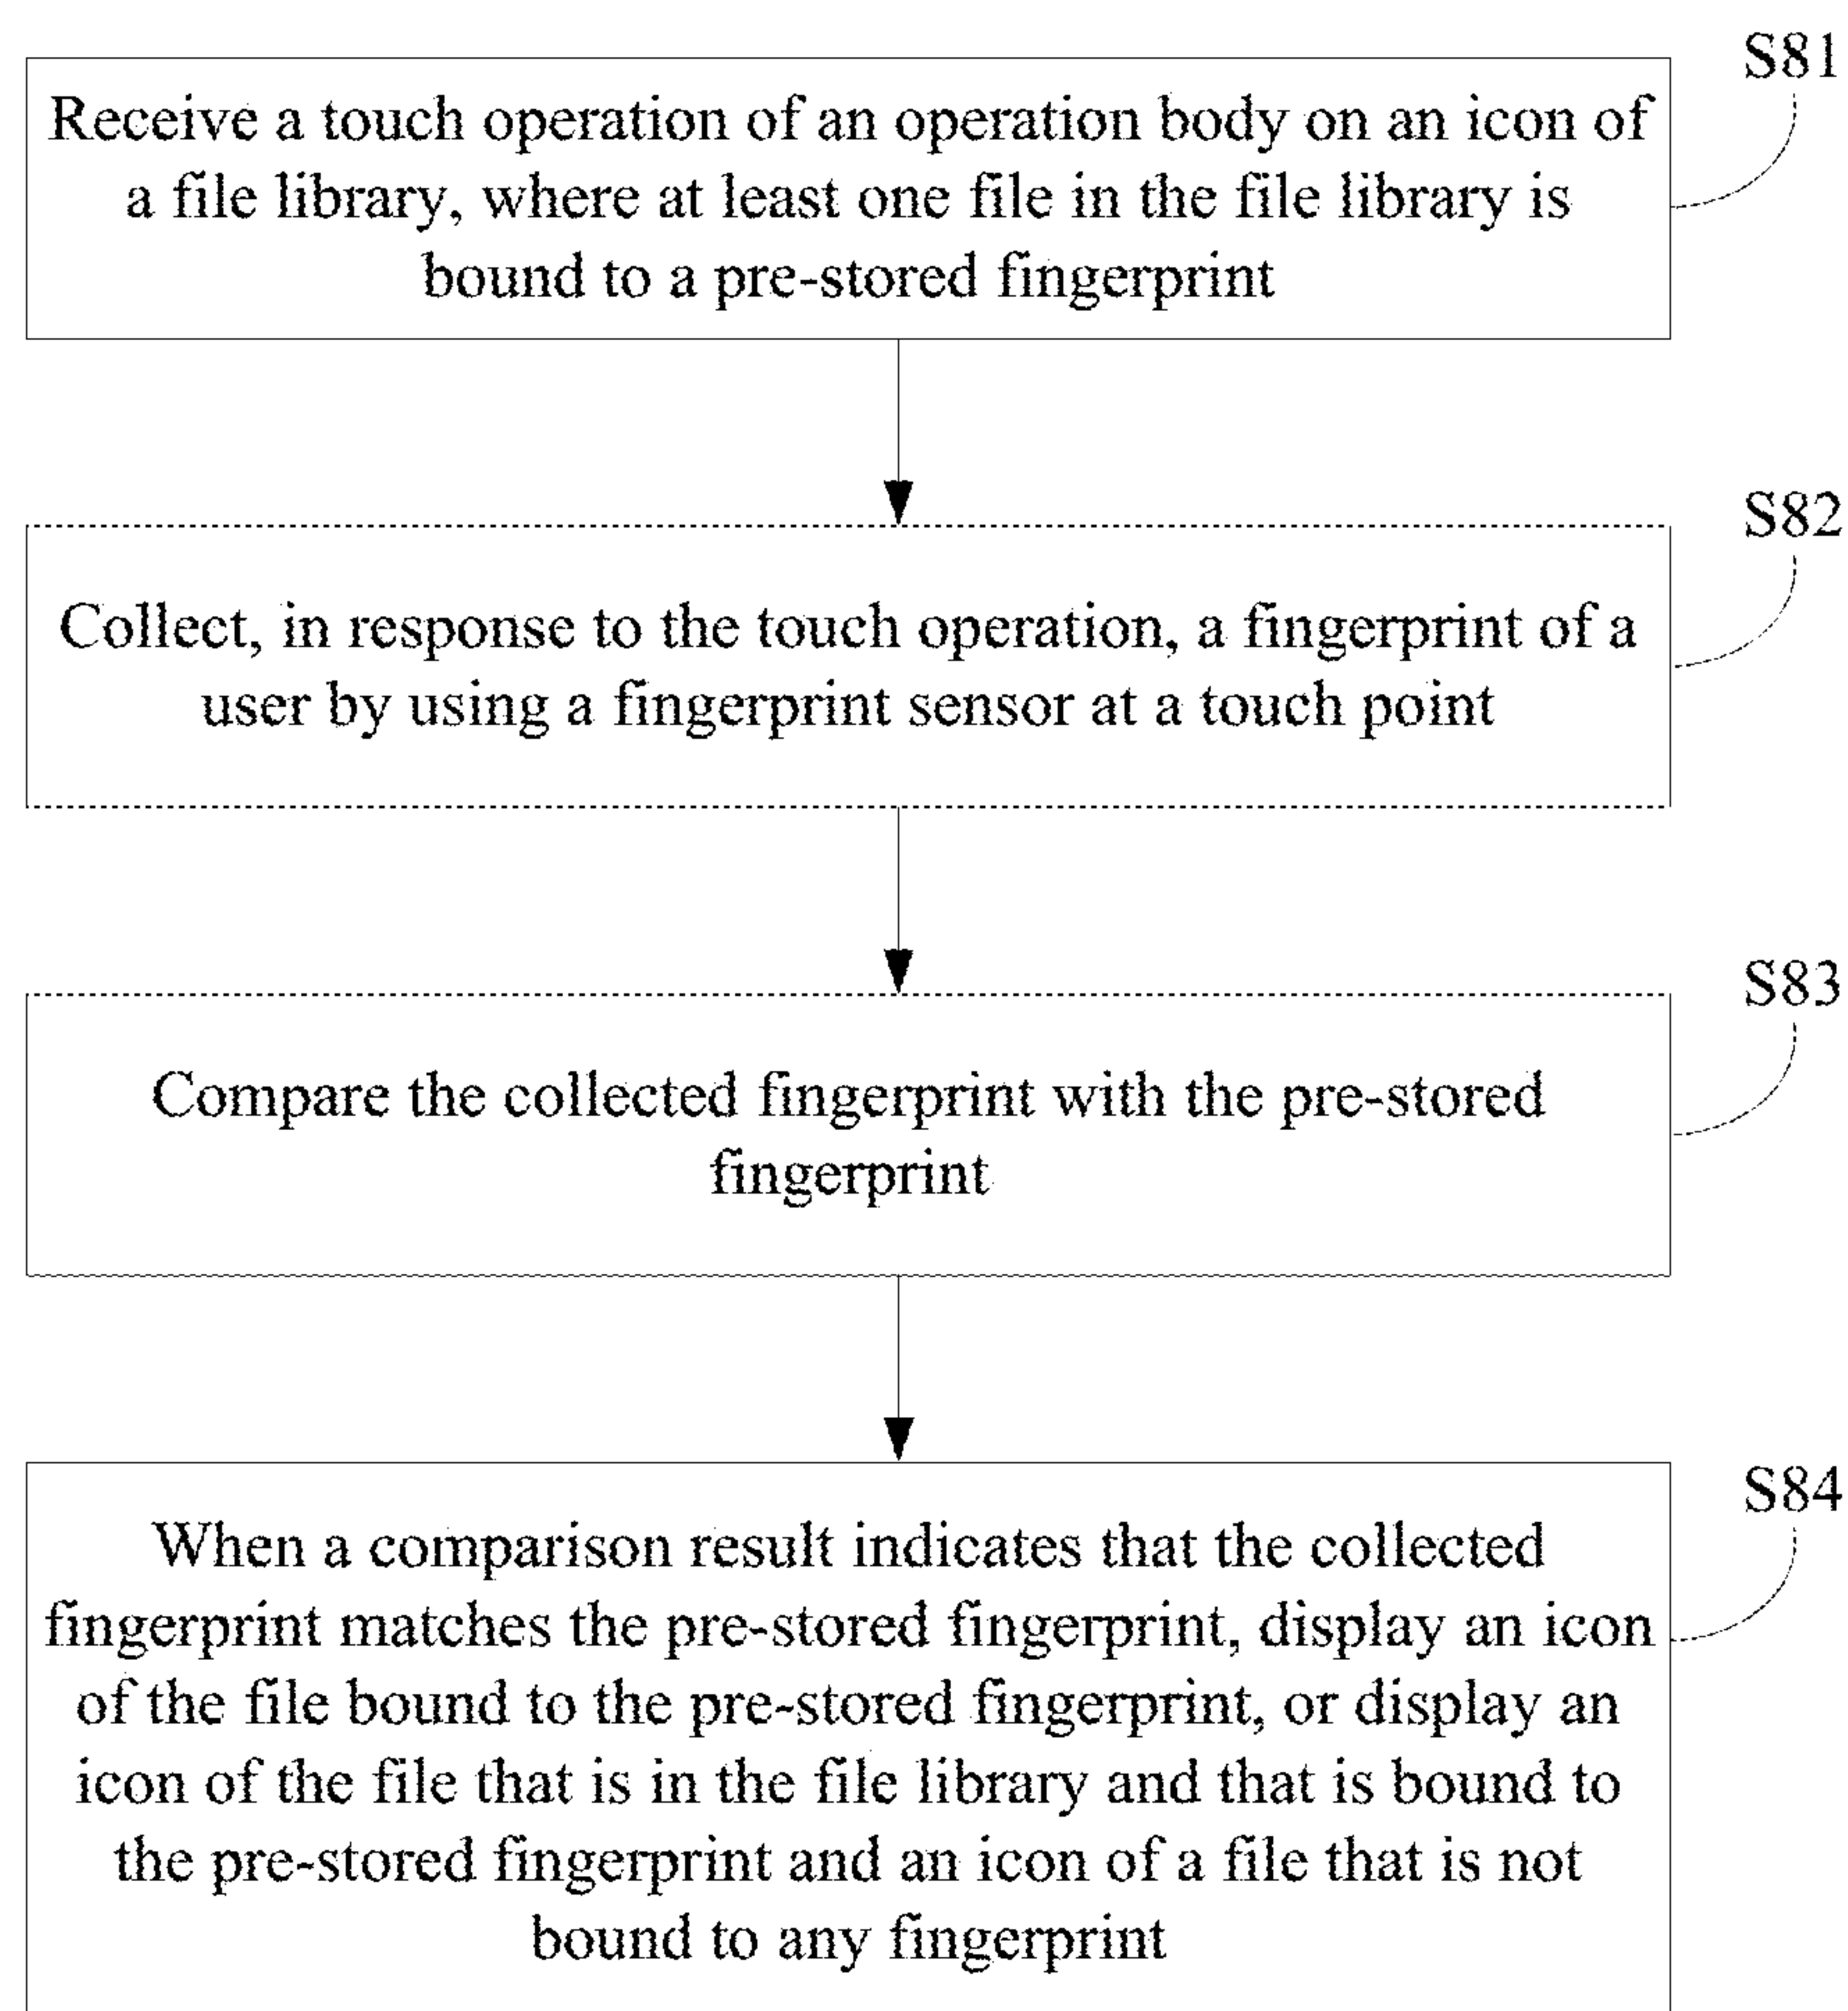 S81
Receive a touch operation of an operation body on an icon of
a file library, where at least one file in the file library is
bound to a pre-stored fingerprint
S82
Collect, in response to the touch operation, a fingerprint of a
user by using a fingerprint sensor at a touch point
S83
Compare the collected fingerprint with the pre-stored
fingerprint
S84
When a comparison result indicates that the collected
fingerprint matches the pre-stored fingerprint, display an icon
of the file bound to the pre-stored fingerprint, or display an
icon of the file that is in the file library and that is bound to
the pre-stored fingerprint and an icon of a file that is not
bound to any fingerprint